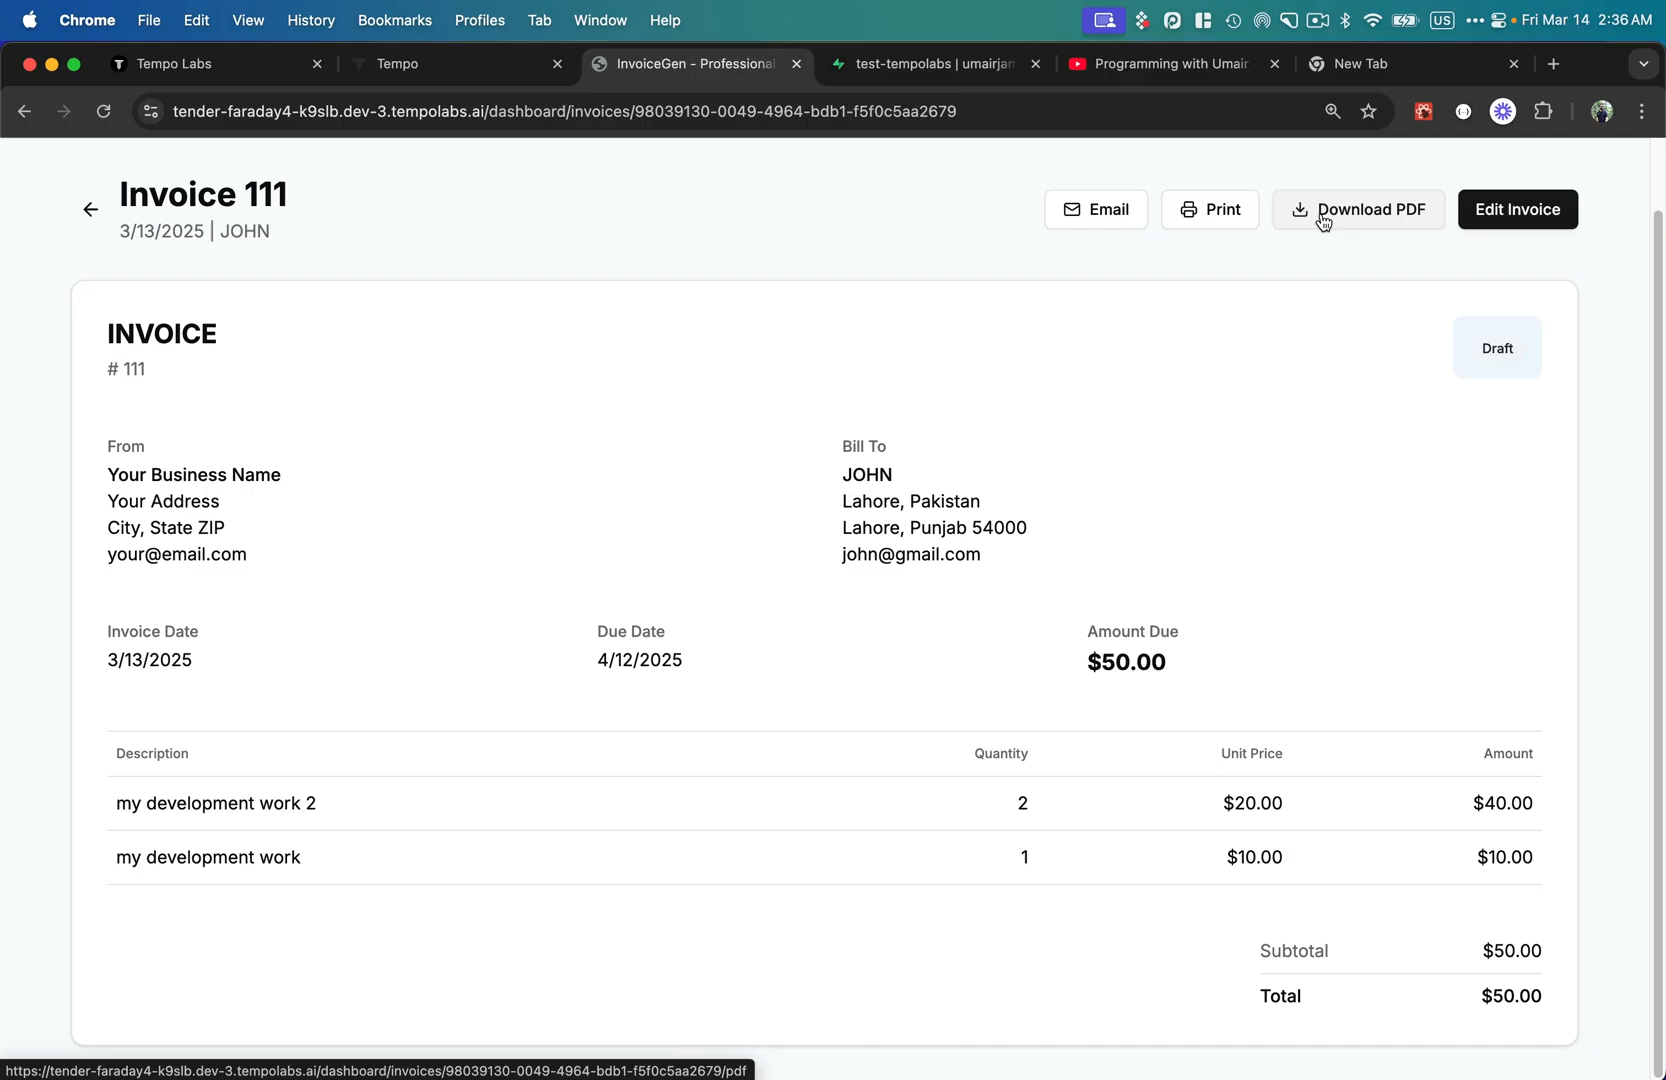 Chrome File Edit View History Bookmarks Profiles Tab Window Help US Fri Mar 14 2:36 AM
Tempo Labs Tempo InvoiceGen - Professional test-tempolabs | umairjam Programming with Umair New Tab
tender-faraday4-k9slb.dev-3.tempolabs.ai/dashboard/invoices/98039130-0049-4964-bdb1-f5f0c5aa2679
Invoice 111
3/13/2025 | JOHN
Email Print Download PDF Edit Invoice
INVOICE
# 111
Draft
From
Your Business Name
Your Address
City, State ZIP
your@email.com
Bill To
JOHN
Lahore, Pakistan
Lahore, Punjab 54000
john@gmail.com
Invoice Date
3/13/2025
Due Date
4/12/2025
Amount Due
$50.00
Description Quantity Unit Price Amount
my development work 2 2 $20.00 $40.00
my development work 1 $10.00 $10.00
Subtotal $50.00
Total $50.00
https://tender-faraday4-k9slb.dev-3.tempolabs.ai/dashboard/invoices/98039130-0049-4964-bdb1-f5f0c5aa2679/pdf